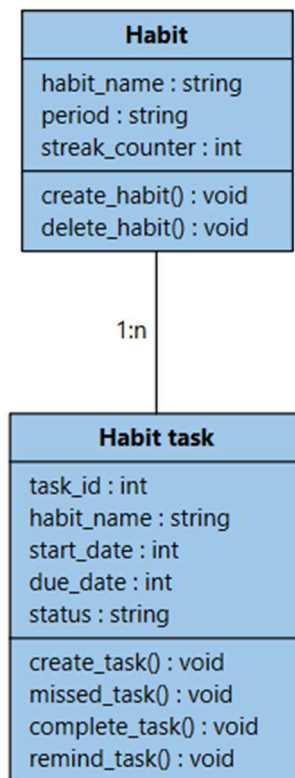 Habit
habit_name : string
period : string
streak_counter : int
create_habit() : void
delete_habit() : void
1:n
Habit task
task_id : int
habit_name : string
start_date : int
due_date : int
status : string
create_task() : void
missed_task() : void
complete_task() : void
remind_task() : void